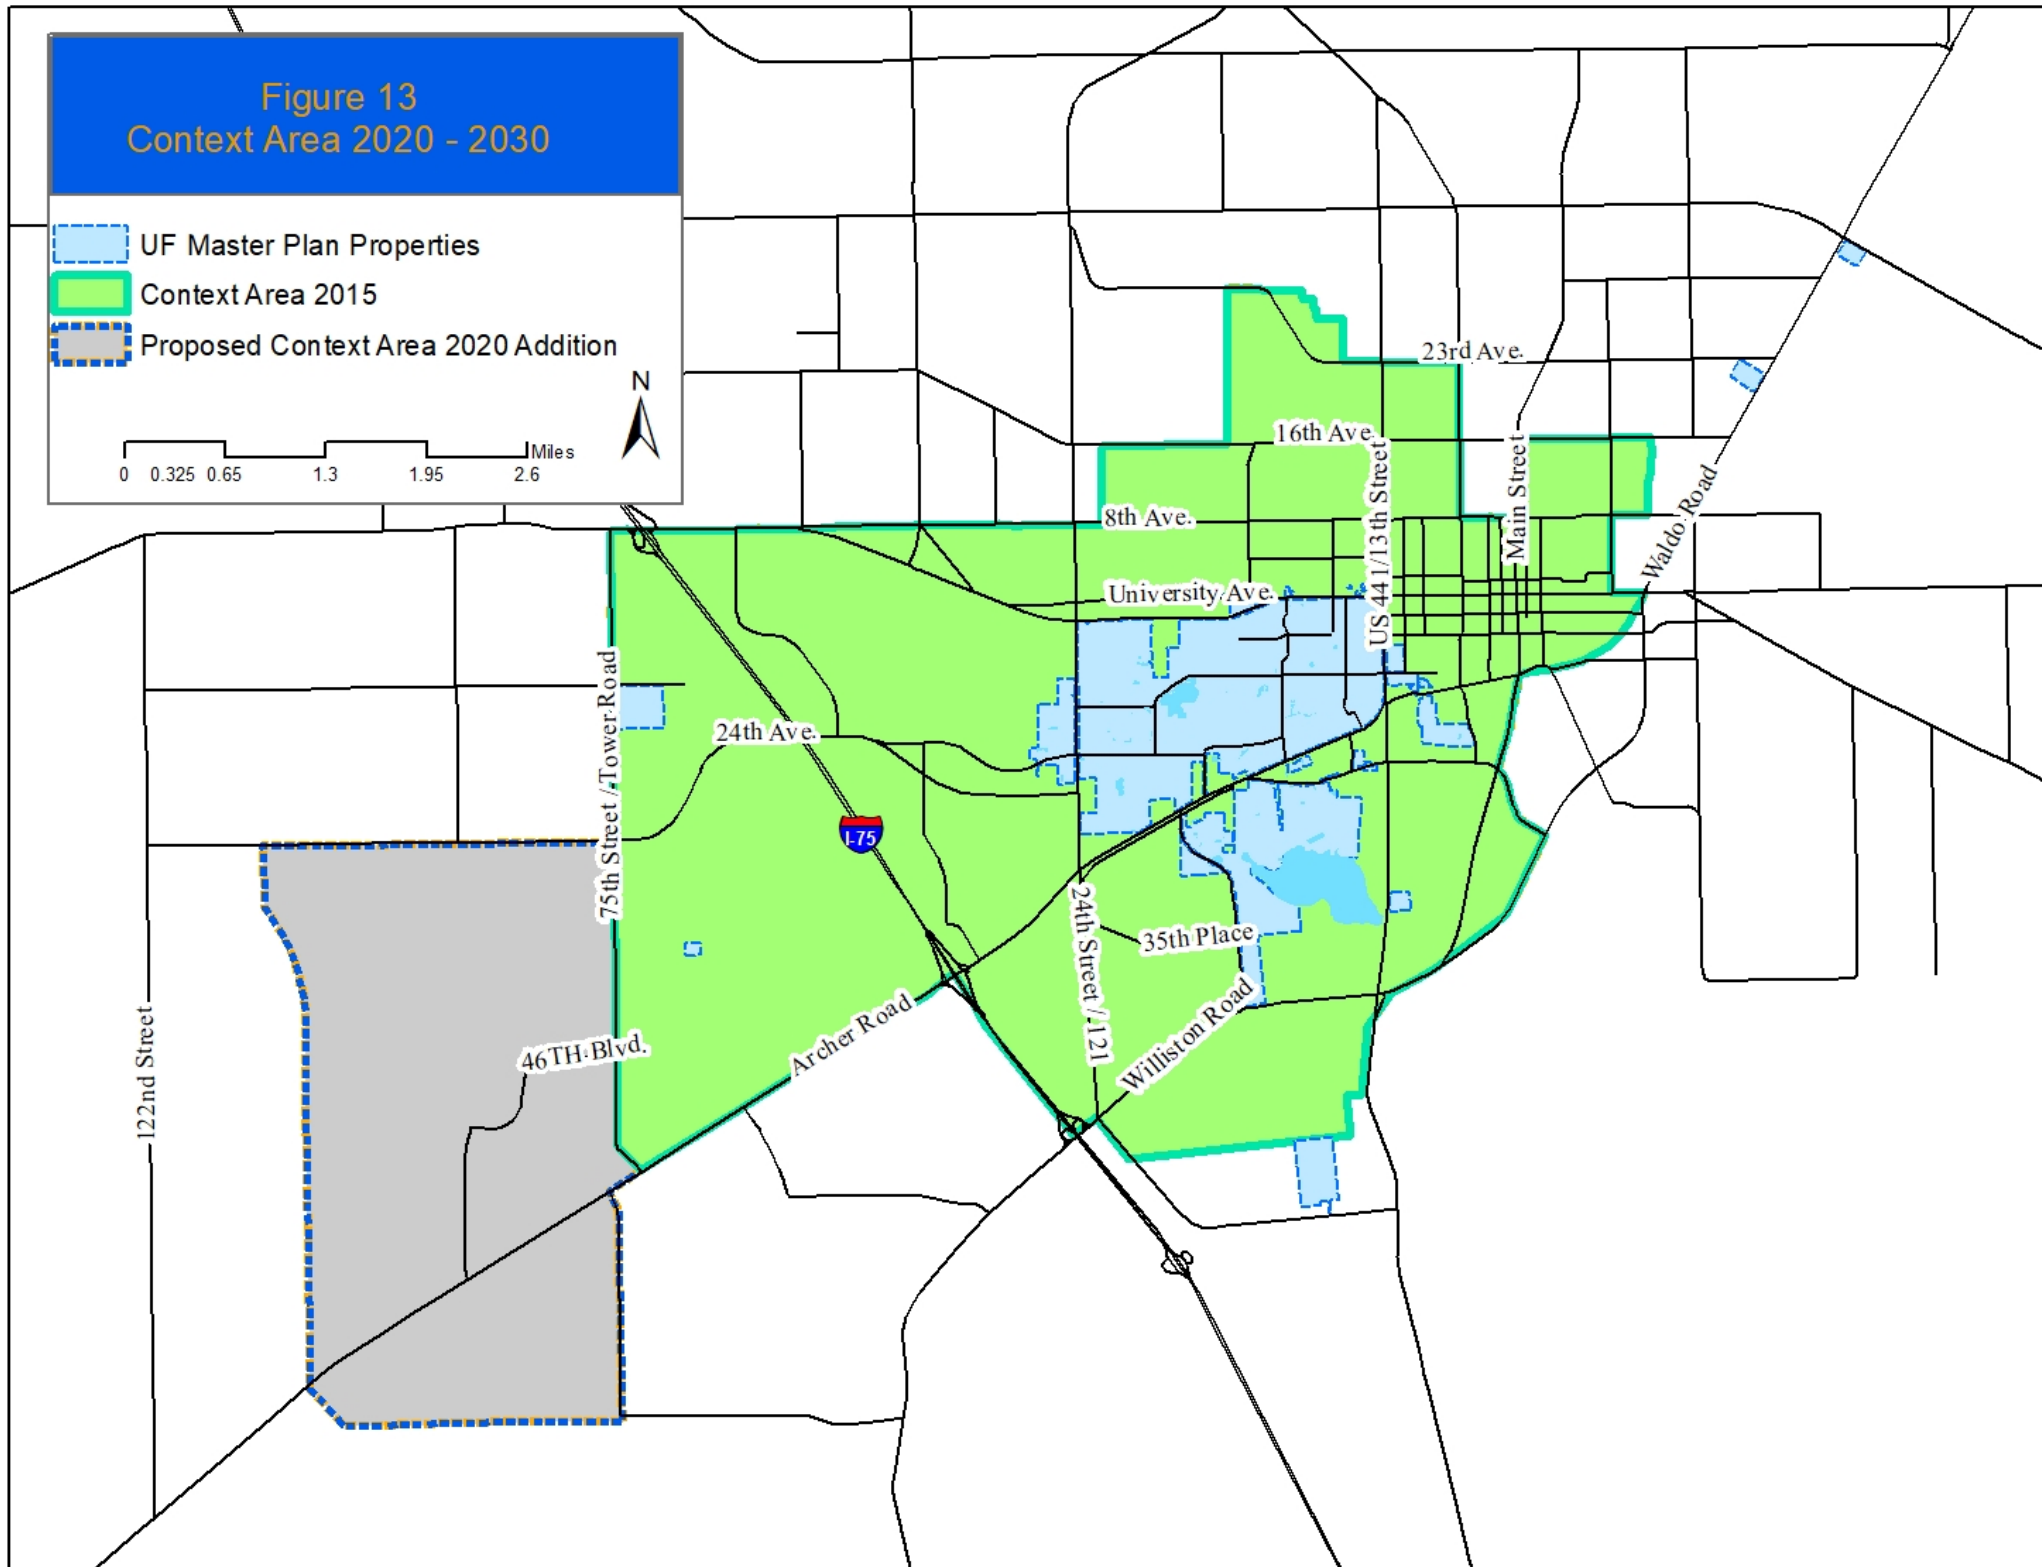 Figure 13
Context Area 2020 - 2030
UF Master Plan Properties
Context Area 2015
Proposed Context Area 2020 Addition
N
Miles
0 0.325 0.65 1.3 1.95 2.6
23rd Ave.
16th Ave.
8th Ave.
University Ave.
US 441/13th Street
Main Street
Waldo Road
75th Street / Tower Road
24th Ave.
I-75
24th Street / 121
35th Place
Williston Road
Archer Road
46TH Blvd.
122nd Street